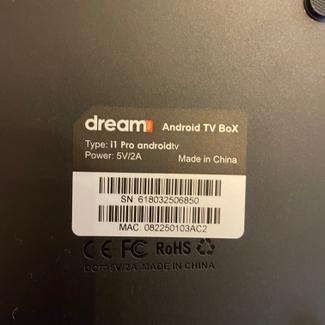 dream Android TV BoX
Type: i1 Pro androidtv
Power: 5V/2A Made in China
SN: 618032506850
MAC: 082250103AC2
CE FC RoHS
DC 5V/2A MADE IN CHINA